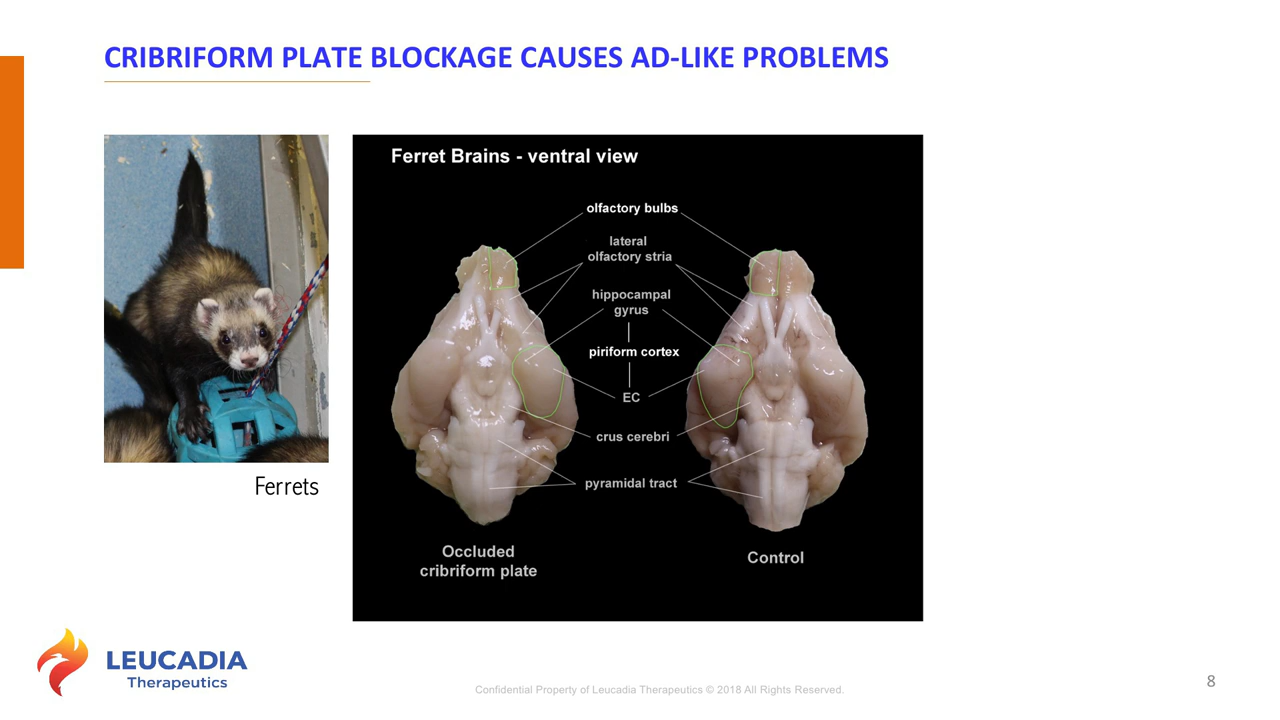 CRIBRIFORM PLATE BLOCKAGE CAUSES AD-LIKE PROBLEMS
Ferret Brains - ventral view
olfactory bulbs
lateral
olfactory stria
hippocampal
gyrus
piriform cortex
EC
crus cerebri
pyramidal tract
Occluded
cribriform plate
Control
Ferrets
LEUCADIA
Therapeutics
Confidential Property of Leucadia Therapeutics © 2018 All Rights Reserved.
8